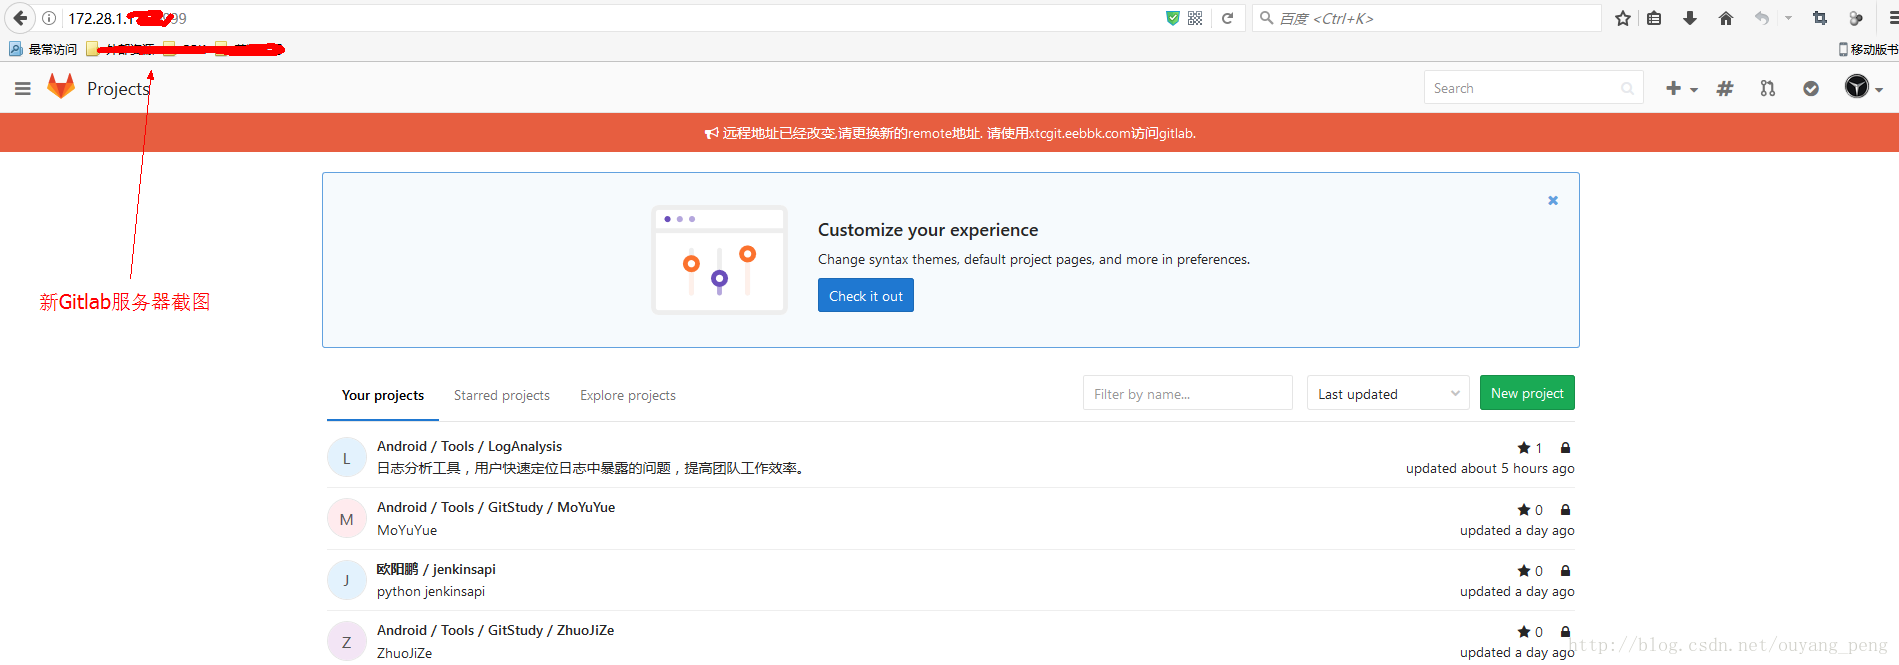 172.28.1.
百度 <Ctrl+K>
最常访问
移动版书
Projects
Search
远程地址已经改变,请更换新的remote地址. 请使用xtcgit.eebbk.com访问gitlab.
Customize your experience
Change syntax themes, default project pages, and more in preferences.
Check it out
新Gitlab服务器截图
Your projects
Starred projects
Explore projects
Filter by name...
Last updated
New project
L
Android / Tools / LogAnalysis
1
日志分析工具，用户快速定位日志中暴露的问题，提高团队工作效率。
updated about 5 hours ago
M
Android / Tools / GitStudy / MoYuYue
0
MoYuYue
updated a day ago
J
欧阳鹏 / jenkinsapi
0
python jenkinsapi
updated a day ago
Z
Android / Tools / GitStudy / ZhuoJiZe
0
ZhuoJiZe
updated a day ago
http://blog.csdn.net/ouyang_peng